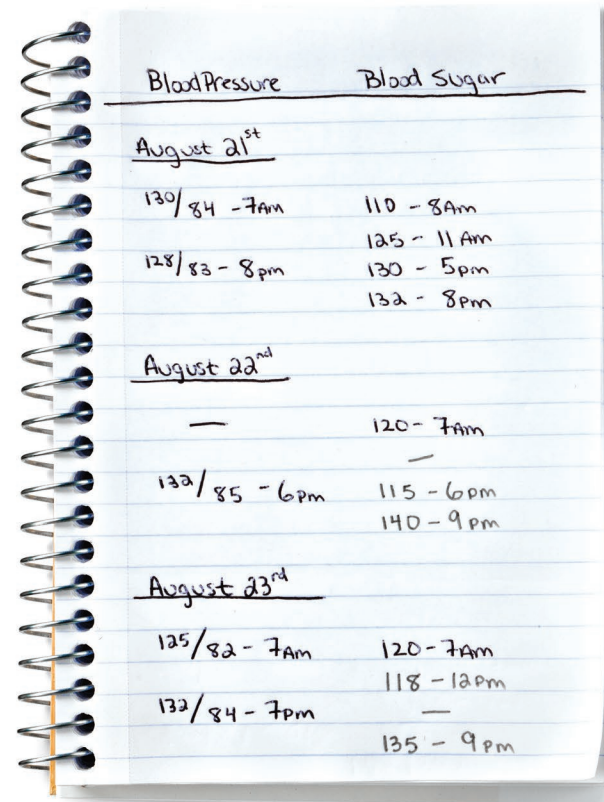 Blood Pressure Blood Sugar
August 21st
130/84 - 7Am 110 - 8Am
125 - 11 Am
128/83 - 8pm 130 - 5pm
132 - 8pm
August 22nd
— 120 - 7Am
—
132/85 - 6pm 115 - 6pm
140 - 9pm
August 23rd
125/82 - 7Am 120 - 7Am
118 - 12pm
132/84 - 7pm —
135 - 9pm